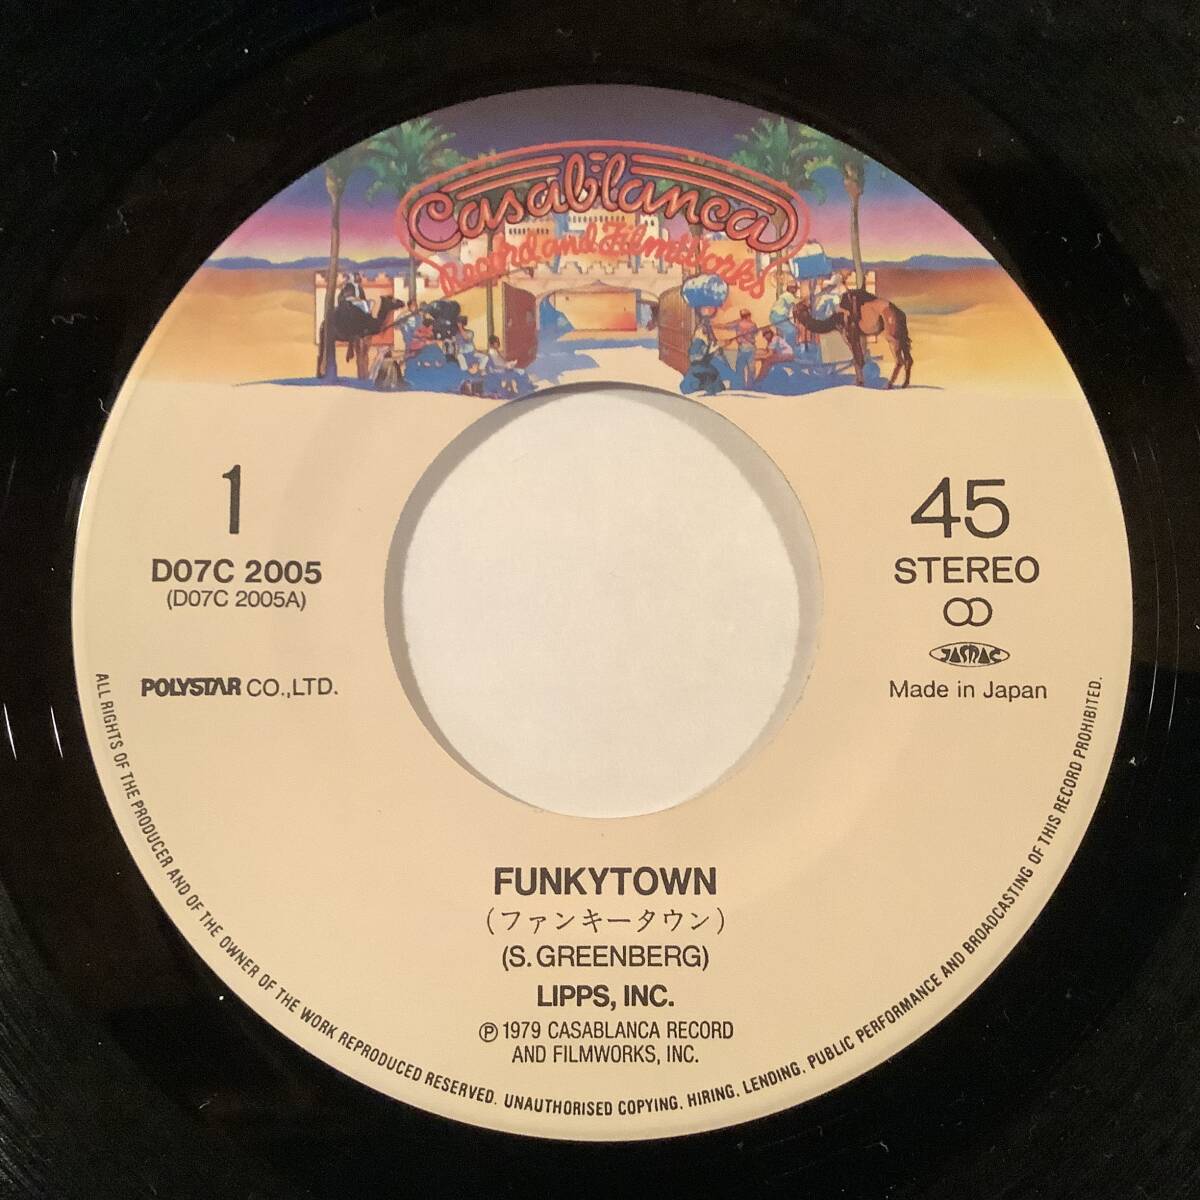 Casablanca
Record and FilmWorks
1
D07C 2005
(D07C 2005A)
POLYSTAR CO.,LTD.
45
STEREO
JASRAC
Made in Japan
FUNKYTOWN
(ファンキータウン)
(S. GREENBERG)
LIPPS, INC.
℗ 1979 CASABLANCA RECORD
AND FILMWORKS, INC.
ALL RIGHTS OF THE PRODUCER AND OF THE OWNER OF THE WORK REPRODUCED RESERVED. UNAUTHORISED COPYING. HIRING. LENDING. PUBLIC PERFORMANCE AND BROADCASTING OF THIS RECORD PROHIBITED.